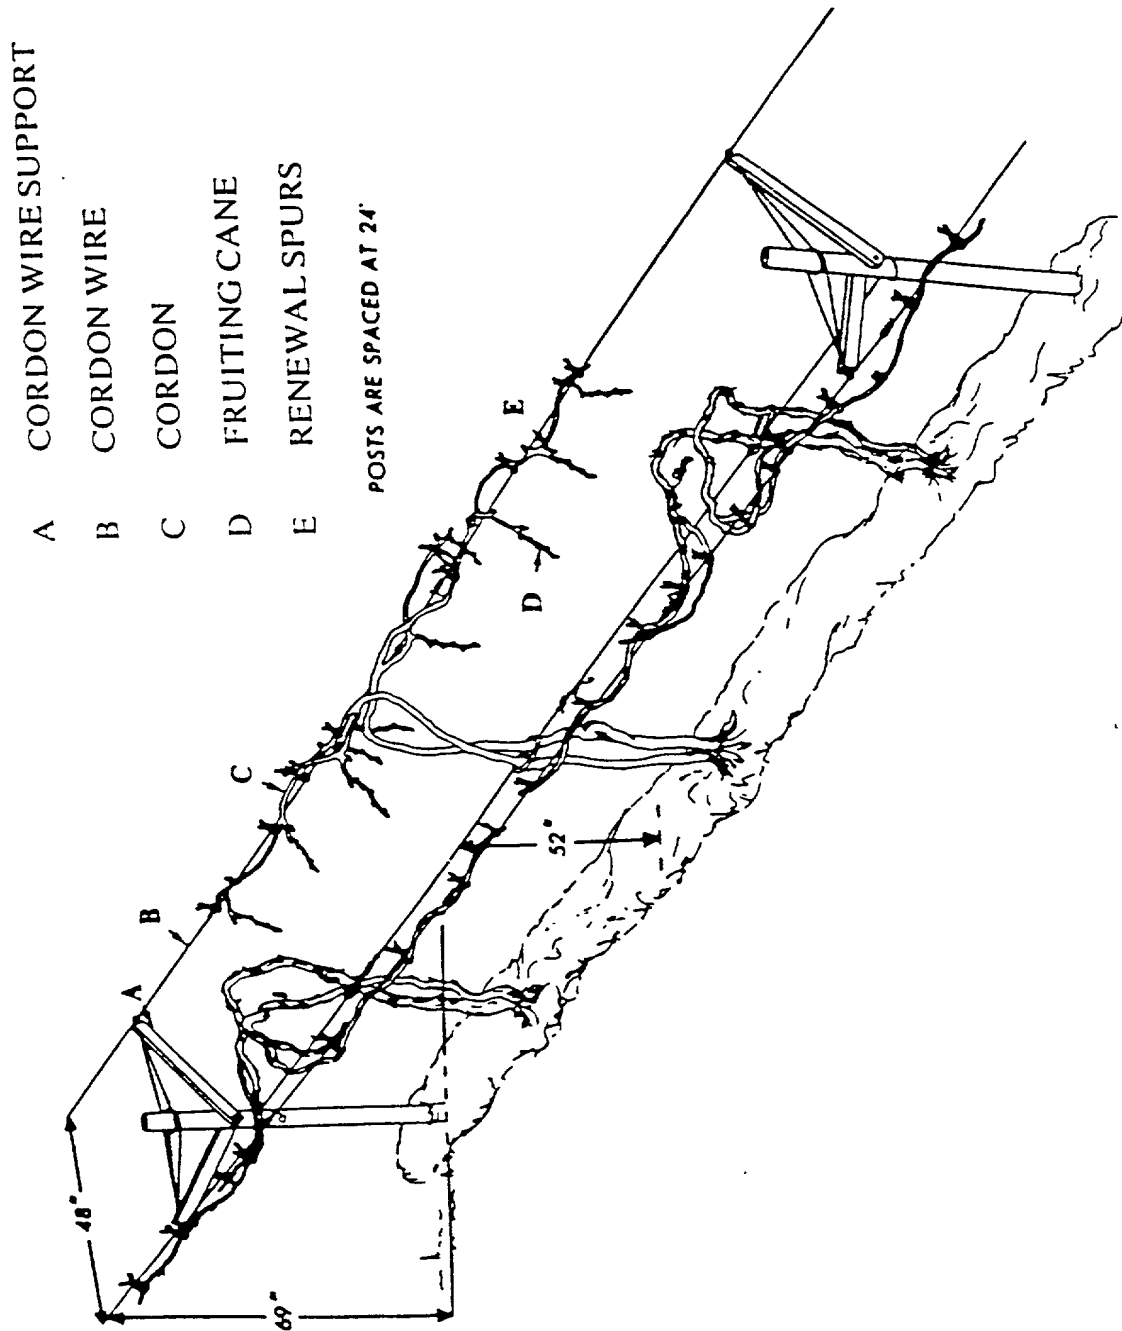 A CORDON WIRE SUPPORT
B CORDON WIRE
C CORDON
D FRUITING CANE
E RENEWAL SPURS
POSTS ARE SPACED AT 24'
A
B
C
D
E
48"
69"
52"